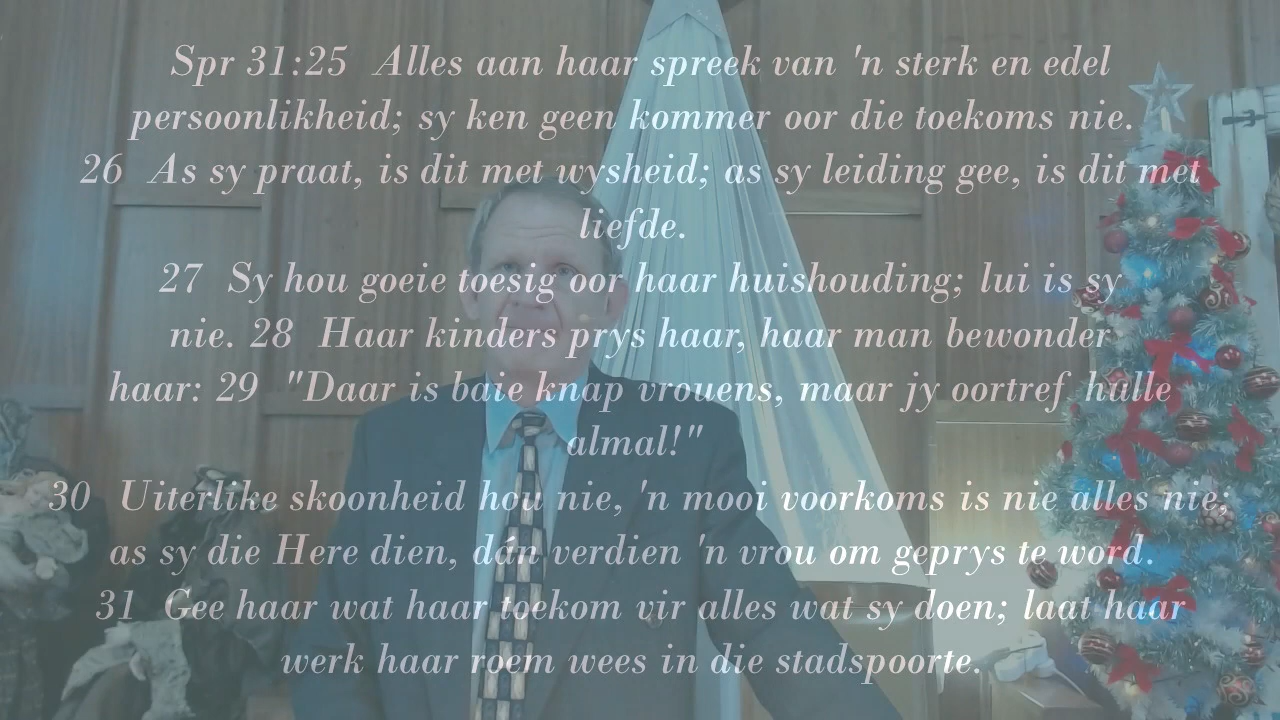 Spr 31:25 Alles aan haar spreek van 'n sterk en edel
persoonlikheid; sy ken geen kommer oor die toekoms nie.
26 As sy praat, is dit met wysheid; as sy leiding gee, is dit met
liefde.
27 Sy hou goeie toesig oor haar huishouding; lui is sy
nie. 28 Haar kinders prys haar, haar man bewonder
haar: 29 "Daar is baie knap vrouens, maar jy oortref hulle
almal!"
30 Uiterlike skoonheid hou nie, 'n mooi voorkoms is nie alles nie;
as sy die Here dien, dán verdien 'n vrou om geprys te word.
31 Gee haar wat haar toekom vir alles wat sy doen; laat haar
werk haar roem wees in die stadspoorte.